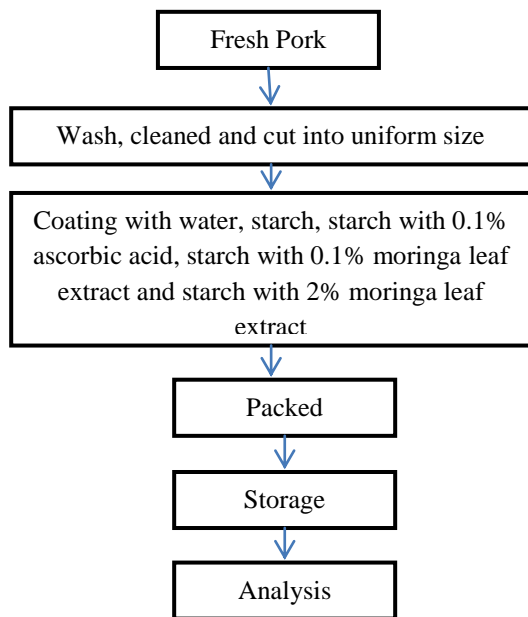 Fresh Pork
Wash, cleaned and cut into uniform size
Coating with water, starch, starch with 0.1%
ascorbic acid, starch with 0.1% moringa leaf
extract and starch with 2% moringa leaf
extract
Packed
Storage
Analysis